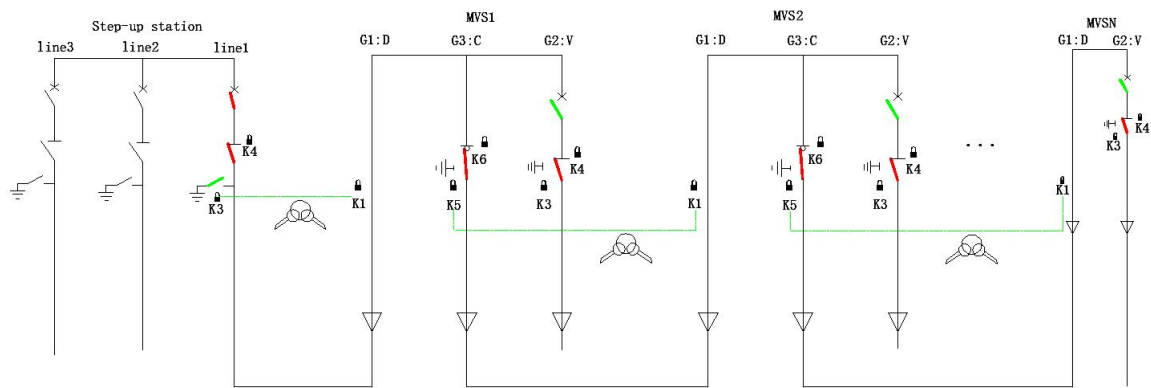 Step-up station
line3
line2
line1
K4
K3
MVS1
G1:D
G3:C
G2:V
K6
K4
K1
K5
K3
MVS2
G1:D
G3:C
G2:V
K6
K4
K1
K5
K3
...
MVSN
G1:D
G2:V
K4
K3
K1